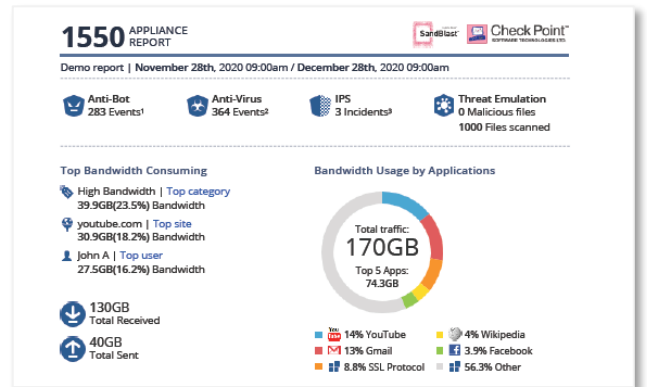 1550 APPLIANCE REPORT
SandBlast
Check Point™
SOFTWARE TECHNOLOGIES LTD.
Demo report | November 28th, 2020 09:00am / December 28th, 2020 09:00am
Anti-Bot
283 Events¹
Anti-Virus
364 Events²
IPS
3 Incidents³
Threat Emulation
0 Malicious files
1000 Files scanned
Top Bandwidth Consuming
High Bandwidth | Top category
39.9GB(23.5%) Bandwidth
youtube.com | Top site
30.9GB(18.2%) Bandwidth
John A | Top user
27.5GB(16.2%) Bandwidth
130GB
Total Received
40GB
Total Sent
Bandwidth Usage by Applications
Total traffic:
170GB
Top 5 Apps:
74.3GB
You Tube 14% YouTube
13% Gmail
8.8% SSL Protocol
4% Wikipedia
3.9% Facebook
56.3% Other